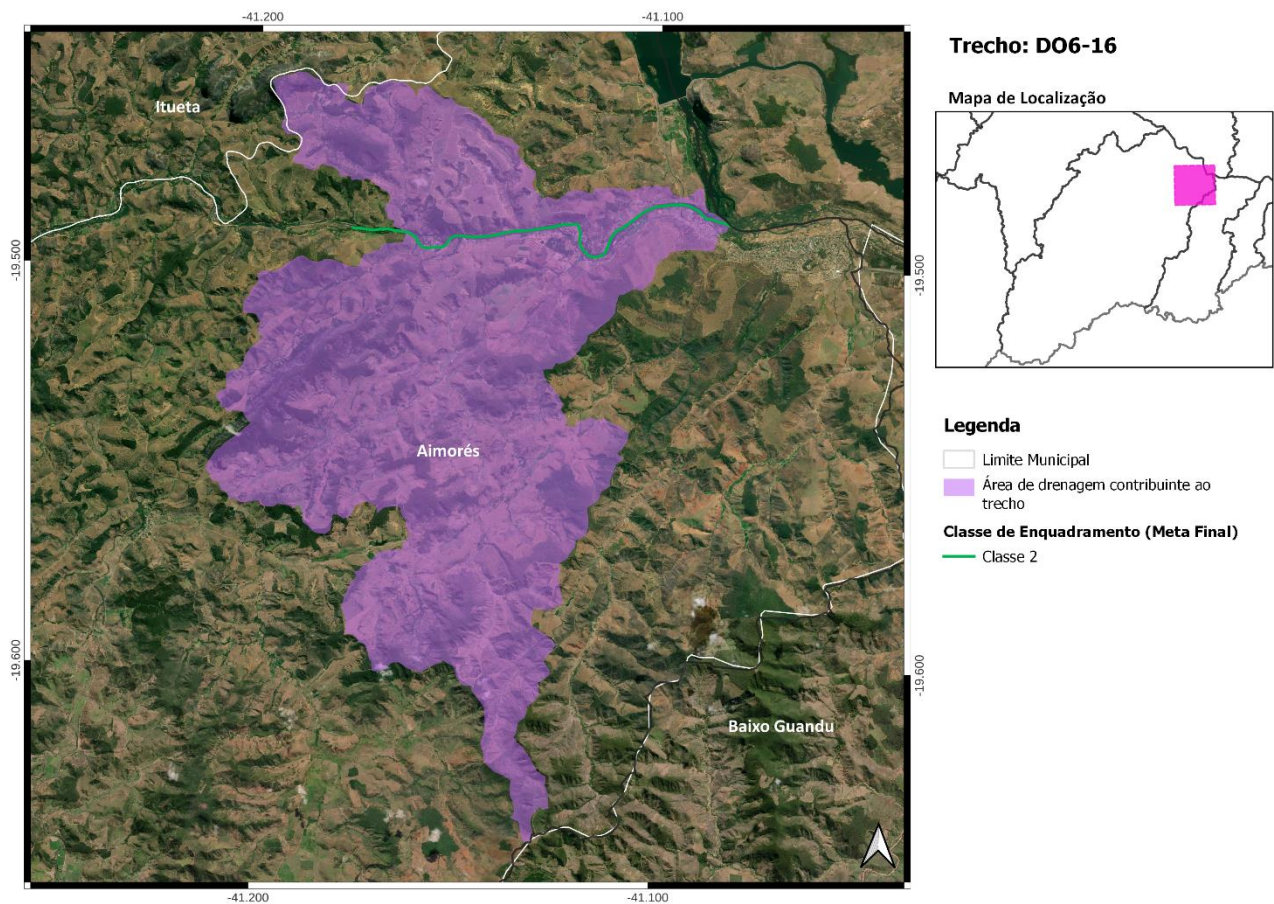 -41.200
-41.100
Trecho: DO6-16
Mapa de Localização
Itueta
-19.500
-19.500
Legenda
Limite Municipal
Área de drenagem contribuinte ao
trecho
Classe de Enquadramento (Meta Final)
Classe 2
Aimorés
-19.600
-19.600
Baixo Guandu
-41.200
-41.100